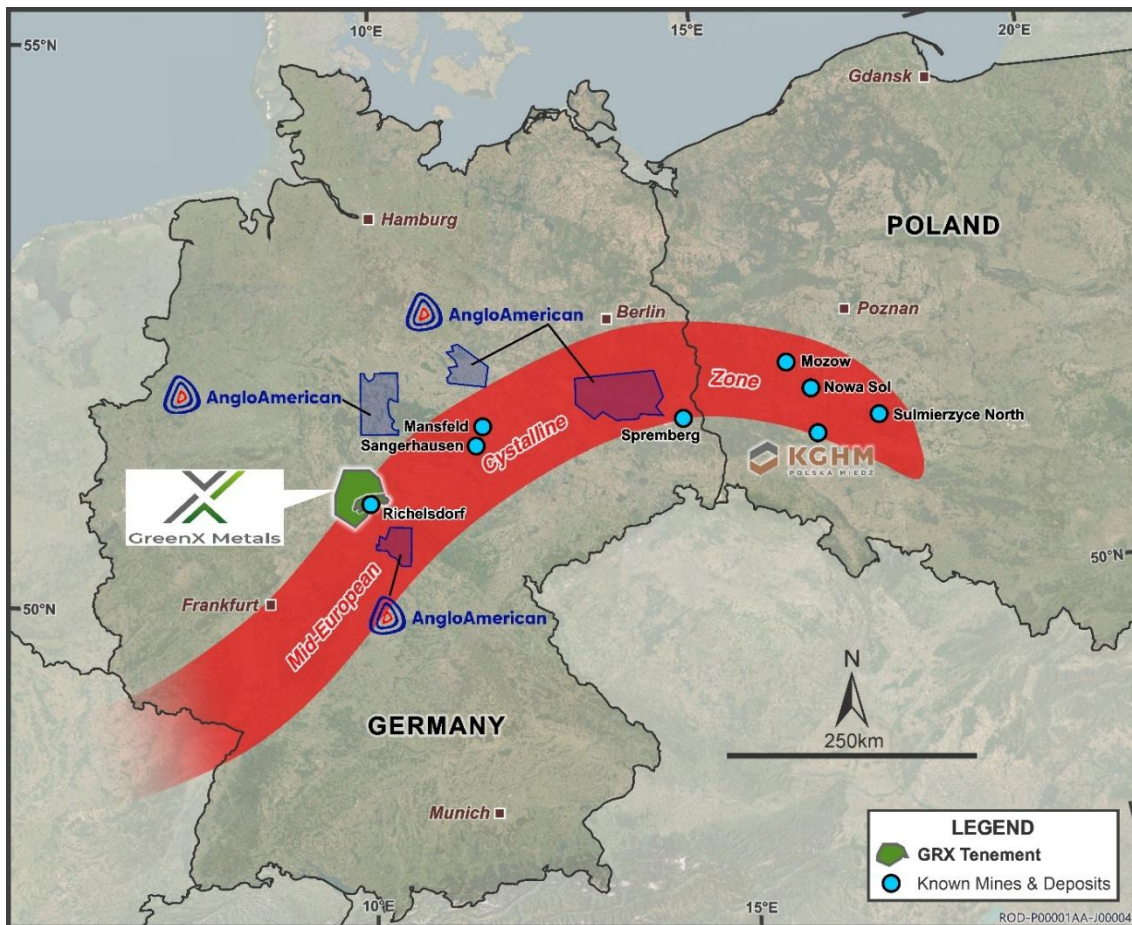 10°E
15°E
20°E
55°N
Gdansk
Hamburg
POLAND
AngloAmerican
Berlin
Poznan
Zone
Mozow
Nowa Sol
AngloAmerican
Mansfeld
Sangerhausen
Cystalline
Spremberg
Sulmierzyce North
KGHM
POLSKA MIEDŹ
Richelsdorf
GreenX Metals
50°N
50°N
Frankfurt
Mid-European
AngloAmerican
GERMANY
N
250km
Munich
LEGEND
GRX Tenement
Known Mines & Deposits
10°E
15°E
ROD-P00001AA-J00004